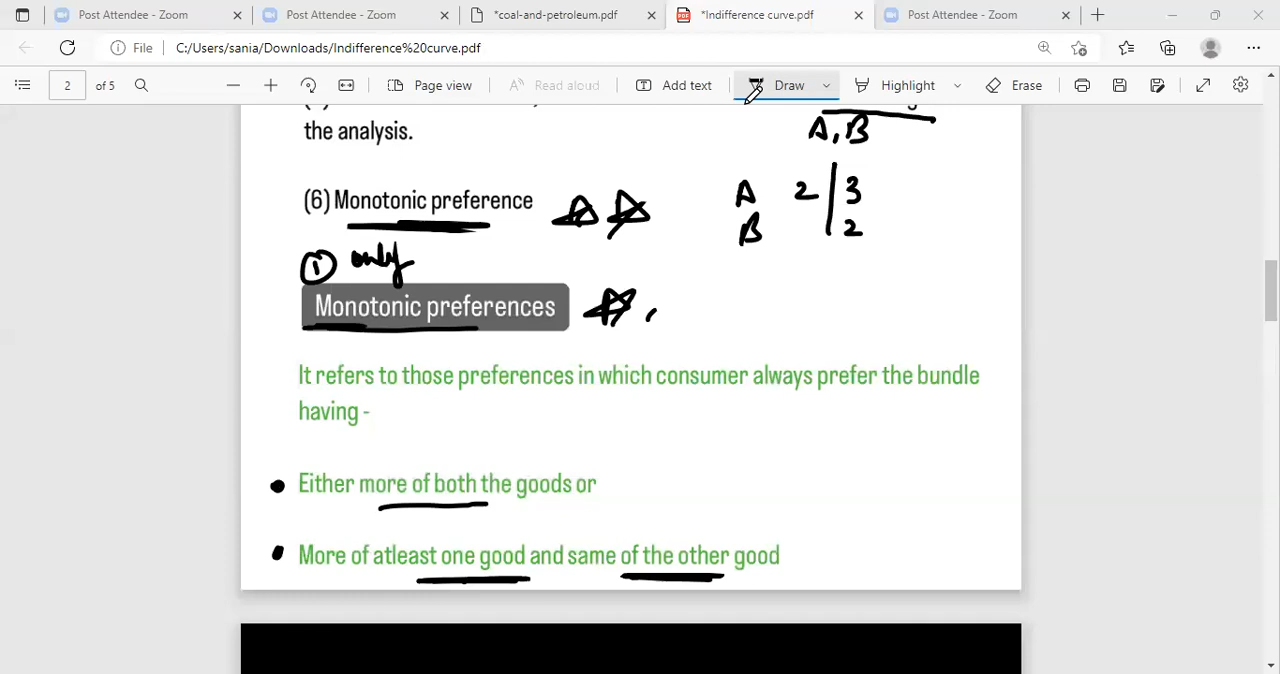 Post Attendee - Zoom
Post Attendee - Zoom
*coal-and-petroleum.pdf
PDF
*Indifference curve.pdf
Post Attendee - Zoom
File
C:/Users/sania/Downloads/Indifference%20curve.pdf
2 of 5
Page view
Read aloud
Add text
Draw
Highlight
Erase
the analysis.
A, B
(6) Monotonic preference
A 2 | 3
B 2
① only
Monotonic preferences
It refers to those preferences in which consumer always prefer the bundle
having -
Either more of both the goods or
More of atleast one good and same of the other good